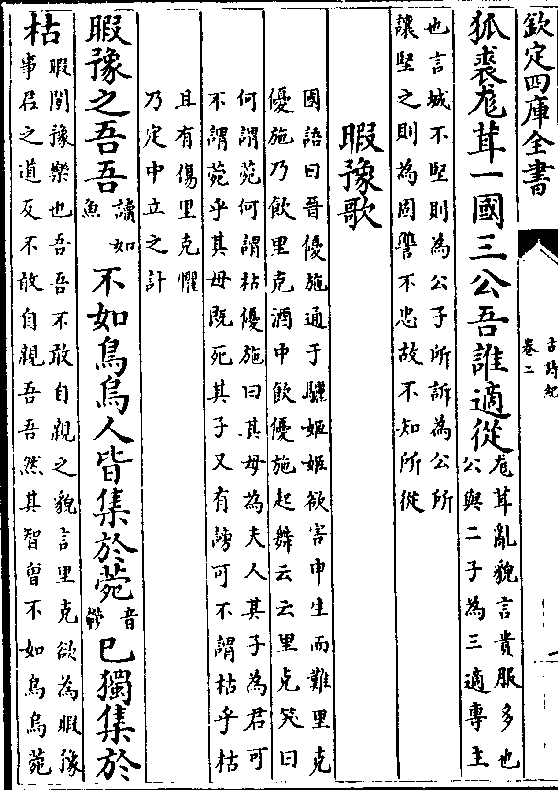 欽定四庫全書
古詩紀
卷二
狐裘尨茸一國三公吾誰適從
尨茸亂貌言貴服多也
公與二子為三適專主
也言城不堅則為公子所訴為公所
讓堅之則為固讐不忠故不知所從
暇豫歌
國語曰晉優施通于驪姬姬欲害申生而難里克
優施乃飲里克酒中飲優施起舞云云里克笑曰
何謂菀何謂枯優施曰其母為夫人其子為君可
不謂菀乎其母既死其子又有謗可不謂枯乎枯
且有傷里克懼
乃定中立之計
暇豫之吾吾
讀如
魚
不如鳥烏人皆集於菀
音
鬱
已獨集於
枯
暇閒豫樂也吾吾不敢自親之貌言里克欲為暇豫
事君之道反不敢自親吾吾然其智曾不如烏烏菀